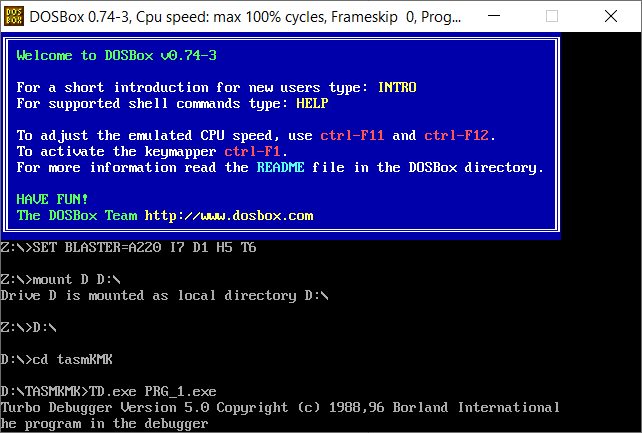 DOSBox 0.74-3, Cpu speed: max 100% cycles, Frameskip 0, Prog...
Welcome to DOSBox v0.74-3
For a short introduction for new users type: INTRO
For supported shell commands type: HELP
To adjust the emulated CPU speed, use ctrl-F11 and ctrl-F12.
To activate the keymapper ctrl-F1.
For more information read the README file in the DOSBox directory.
HAVE FUN!
The DOSBox Team http://www.dosbox.com
Z:\>SET BLASTER=A220 I7 D1 H5 T6
Z:\>mount D D:\
Drive D is mounted as local directory D:\
Z:\>D:\
D:\>cd tasmKMK
D:\TASMKMK>TD.exe PRG_1.exe
Turbo Debugger Version 5.0 Copyright (c) 1988,96 Borland International
he program in the debugger